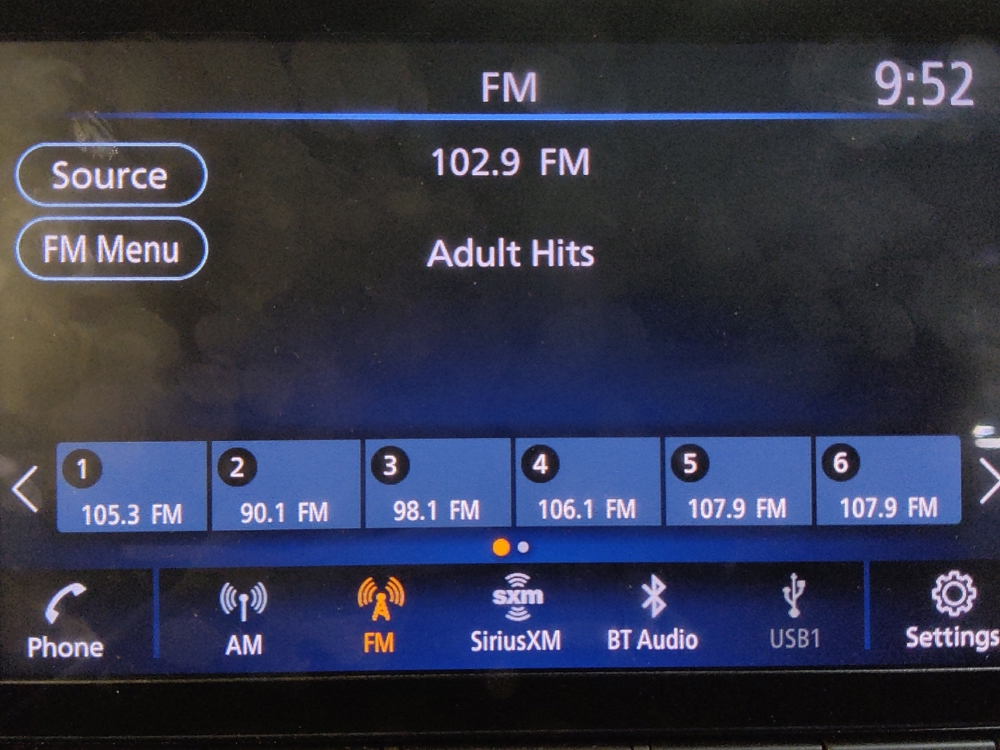 FM
9:52
Source
102.9 FM
FM Menu
Adult Hits
1
2
3
4
5
6
105.3 FM
90.1 FM
98.1 FM
106.1 FM
107.9 FM
107.9 FM
Phone
AM
FM
sxm
SiriusXM
BT Audio
USB1
Settings